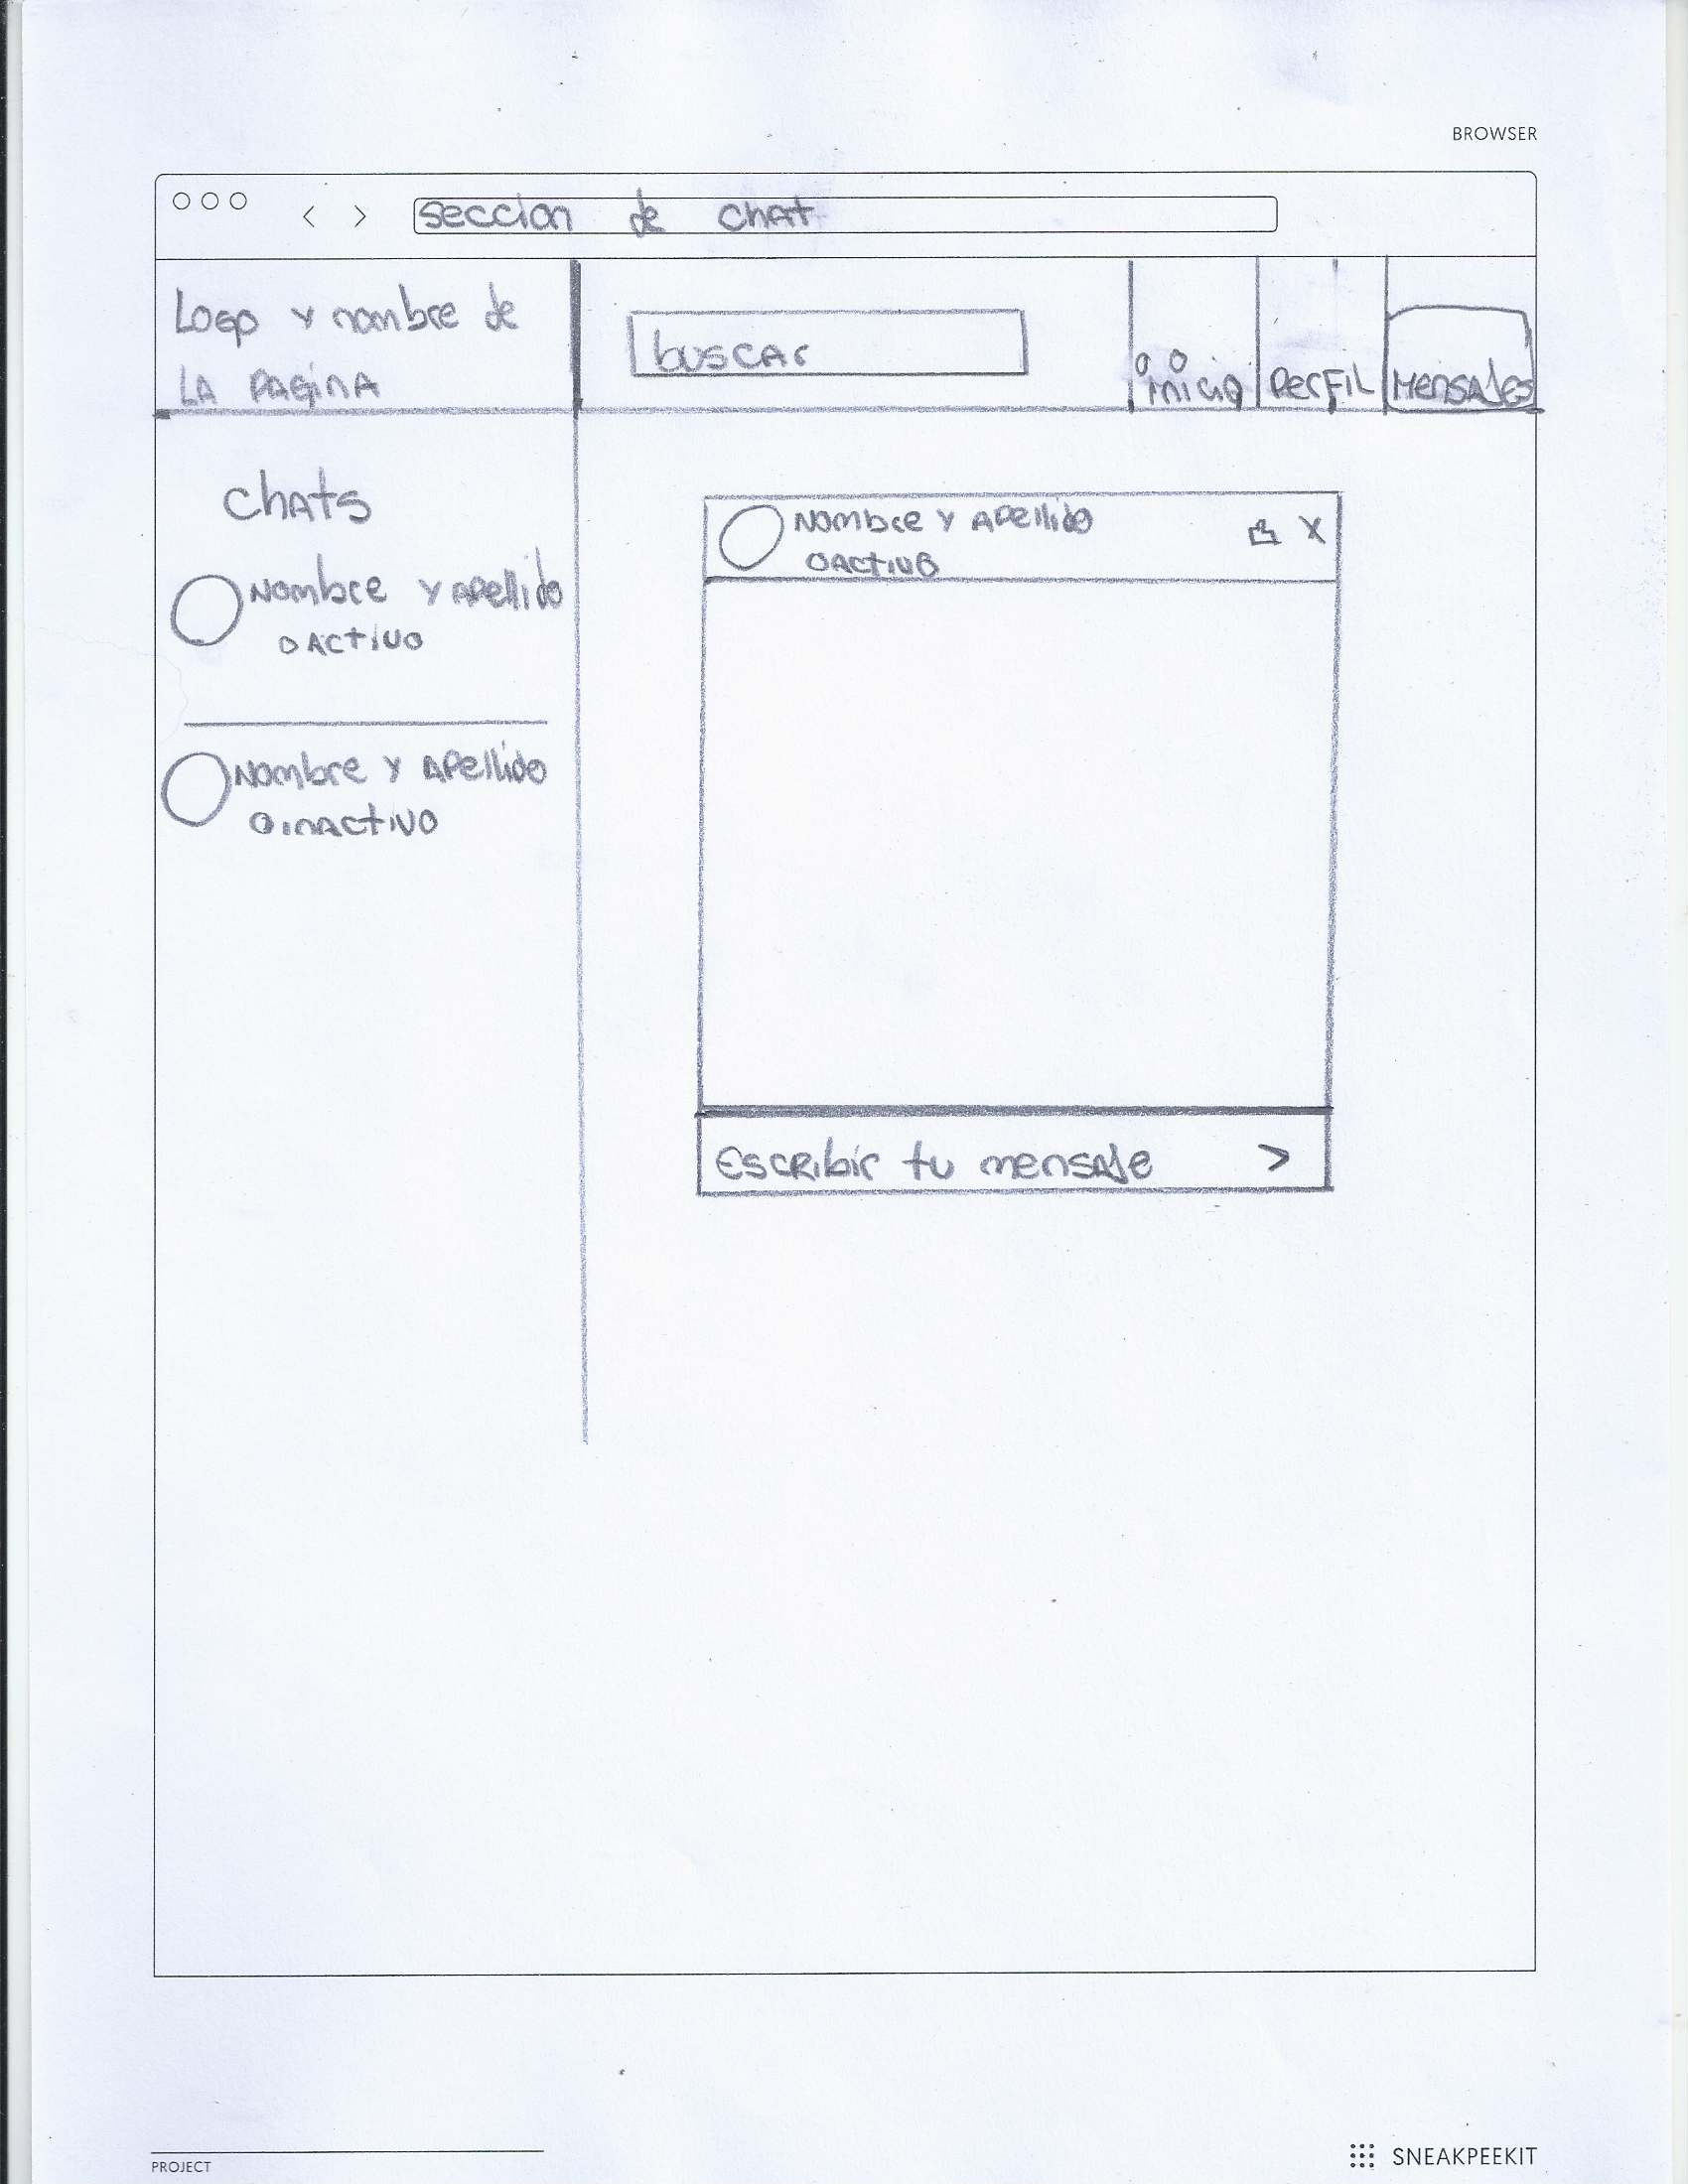 BROWSER
seccion de chat
Logo y nombre de
LA PAGINA
buscar
inicio
PerFIL
MENSAJES
chats
Nombre y Apellido
Activo
Nombre y Apellido
inactivo
Nombre y Apellido
Activo
Escribir tu mensaje
PROJECT
SNEAKPEEKIT